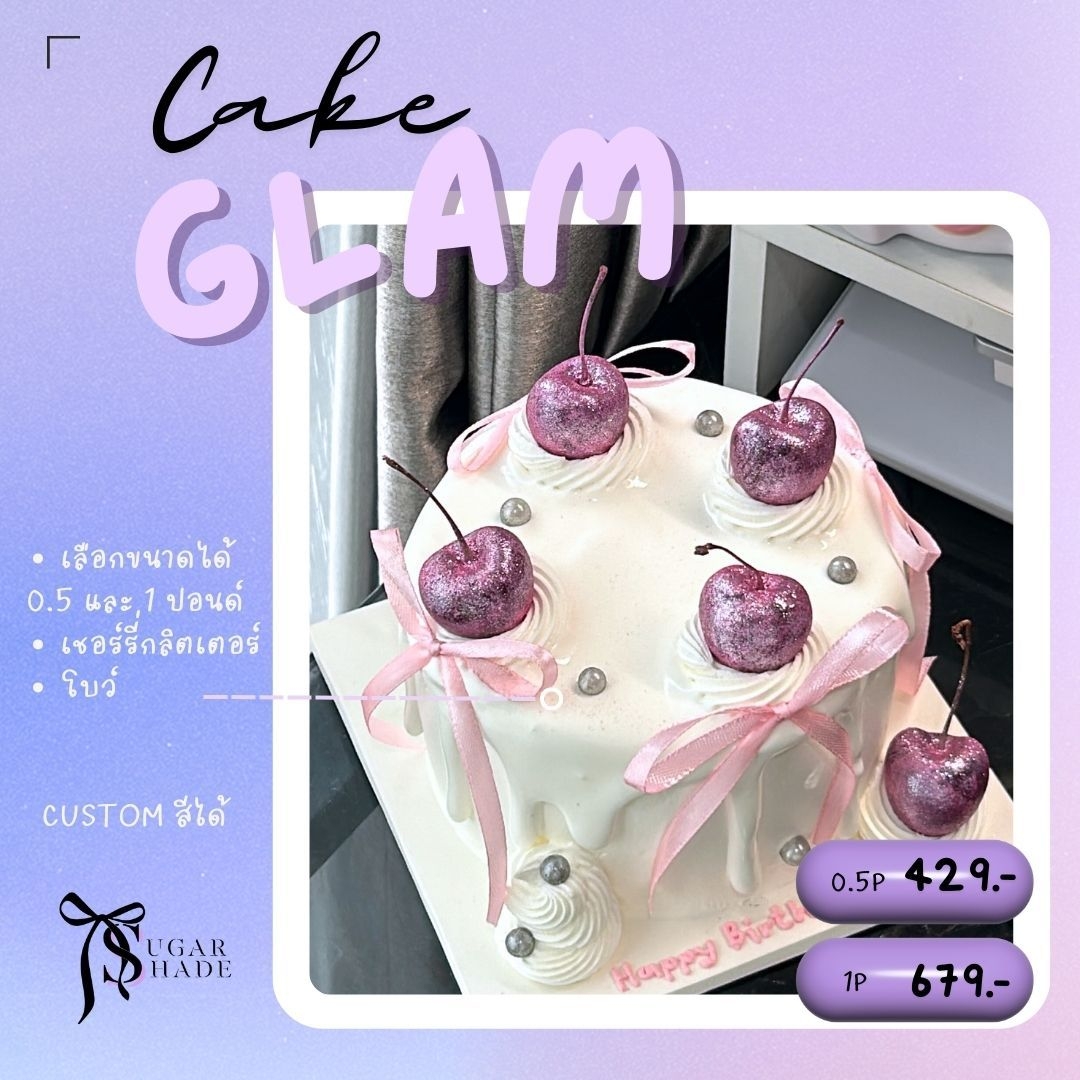 Cake
GLAM
• เลือกขนาดได้
0.5 และ 1 ปอนด์
• เชอร์รี่กลิตเตอร์
• โบว์
CUSTOM สีได้
SUGAR
SHADE
Happy Birth
0.5P 429.-
1P 679.-